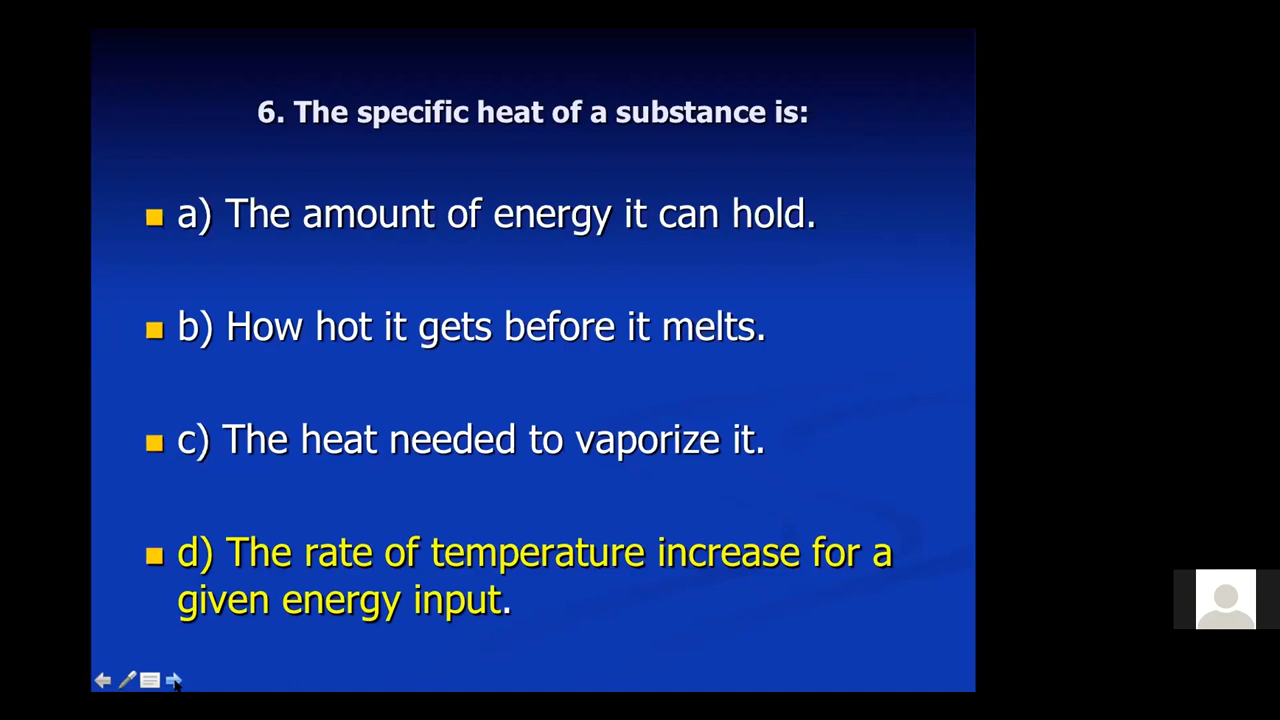 6. The specific heat of a substance is:
a) The amount of energy it can hold.
b) How hot it gets before it melts.
c) The heat needed to vaporize it.
d) The rate of temperature increase for a
given energy input.